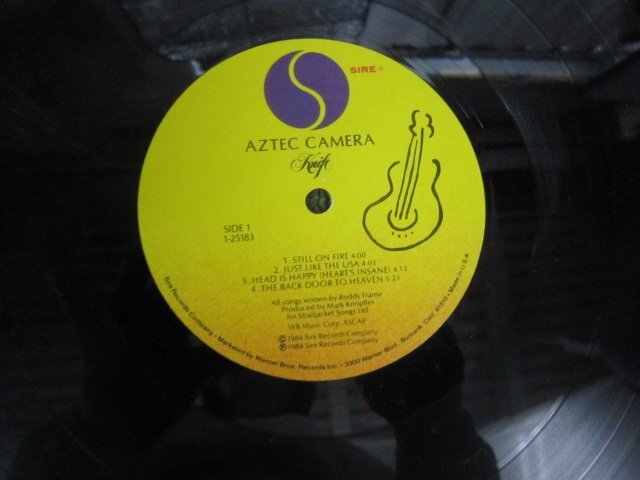 SIRE ®
AZTEC CAMERA
Knife
SIDE 1
1-25183
1. STILL ON FIRE 4.00
2. JUST LIKE THE USA 4.03
3. HEAD IS HAPPY (HEART'S INSANE) 4.13
4. THE BACK DOOR TO HEAVEN 5.23
All songs written by Roddy Frame
Produced by Mark Knopfler
for Straitjacket Songs Ltd
WB Music Corp. ASCAP
©1984 Sire Records Company
℗1984 Sire Records Company
Sire Records Company • Marketed by Warner Bros. Records Inc. • 3300 Warner Blvd., Burbank, Calif. 91510 • Made in U.S.A.